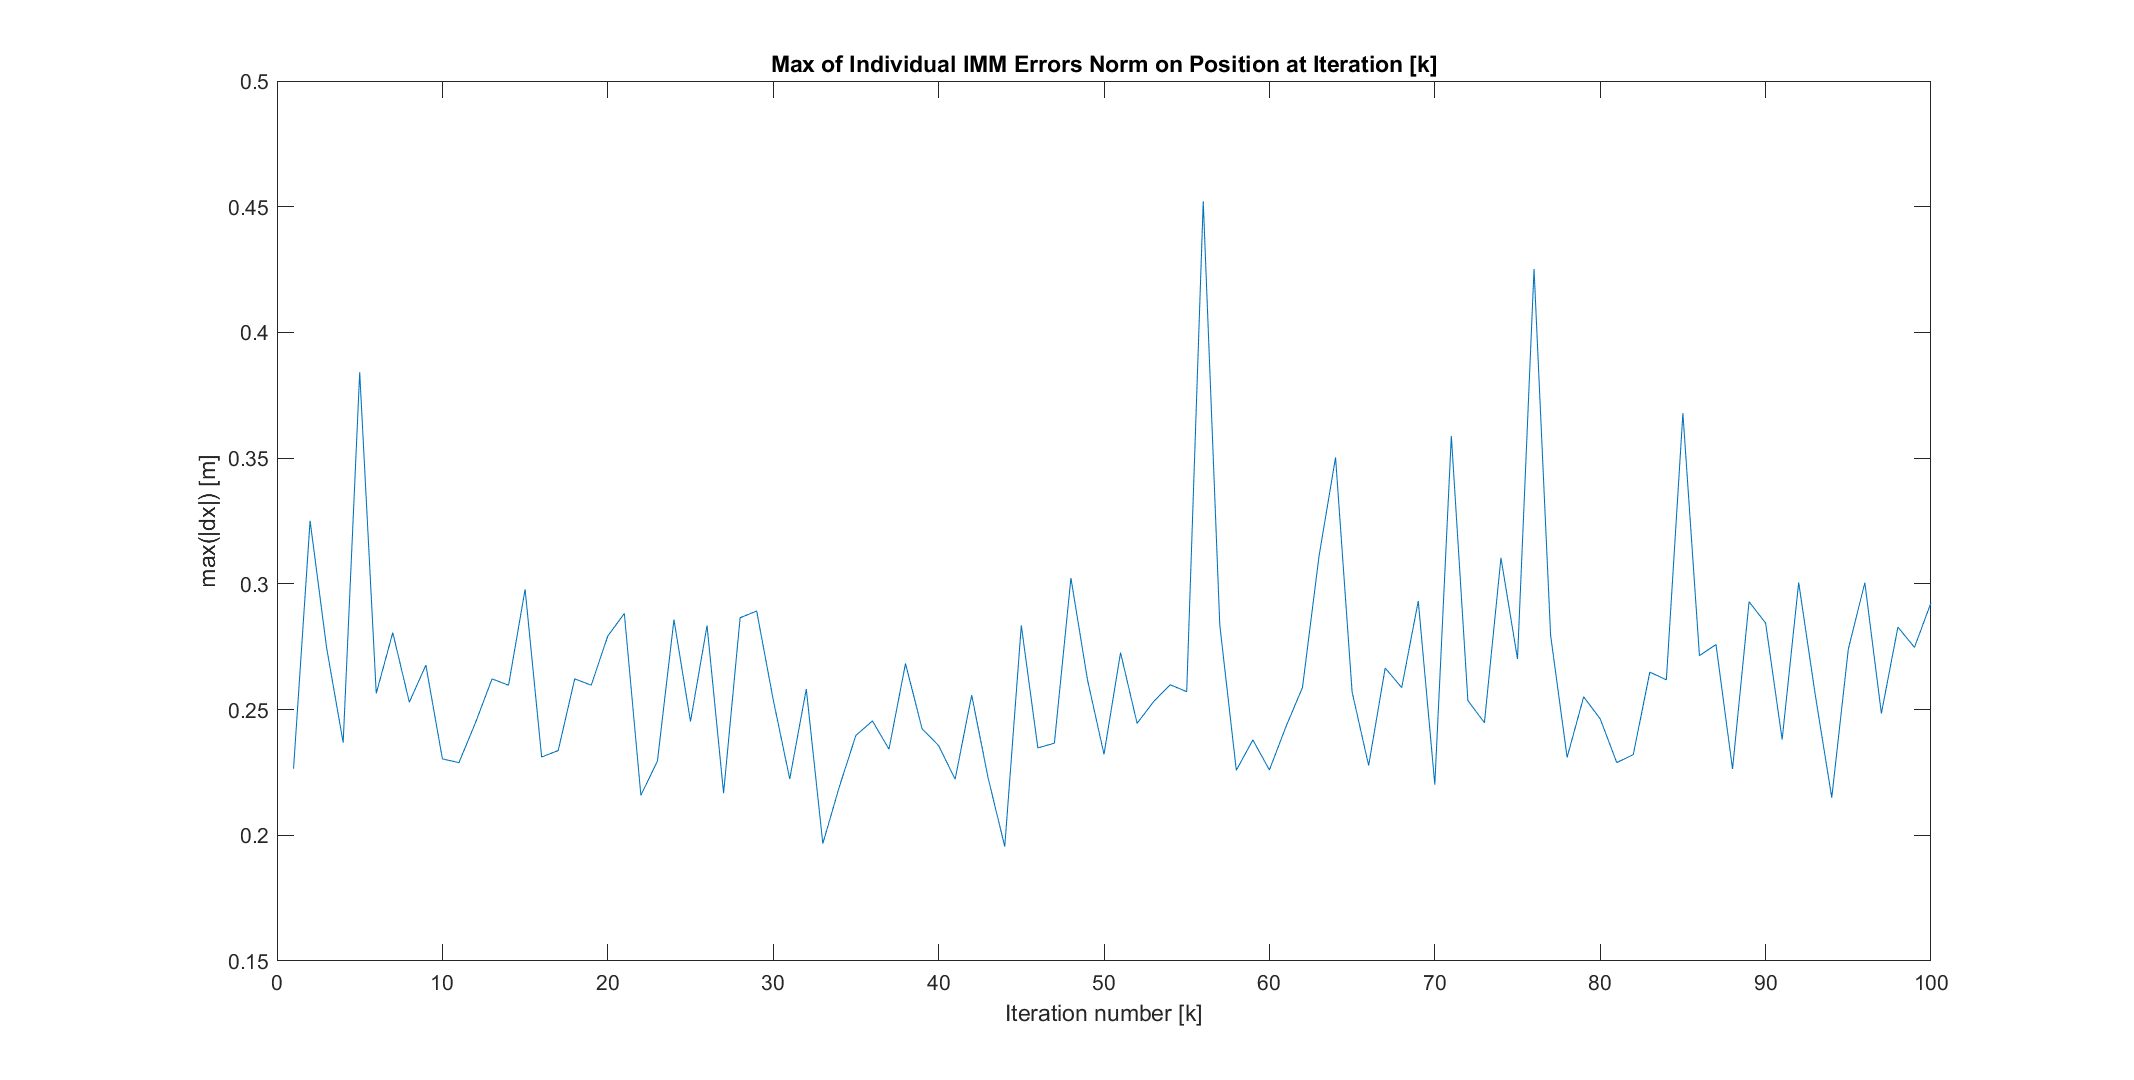 Max of Individual IMM Errors Norm on Position at Iteration [k]
0.5
0.45
0.4
0.35
0.3
0.25
0.2
0.15
max(|dx|) [m]
0 10 20 30 40 50 60 70 80 90 100
Iteration number [k]